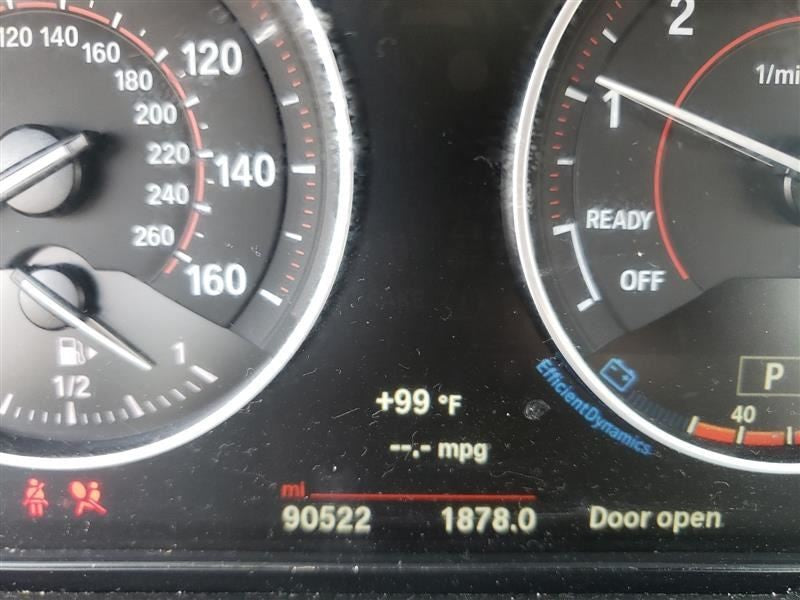 120 140
160
180
200
220
240
260
120
140
160
1/2
1
2
1/mi
1
READY
OFF
EfficientDynamics
P
40
+99 °F
--.- mpg
mi
90522 1878.0
Door open